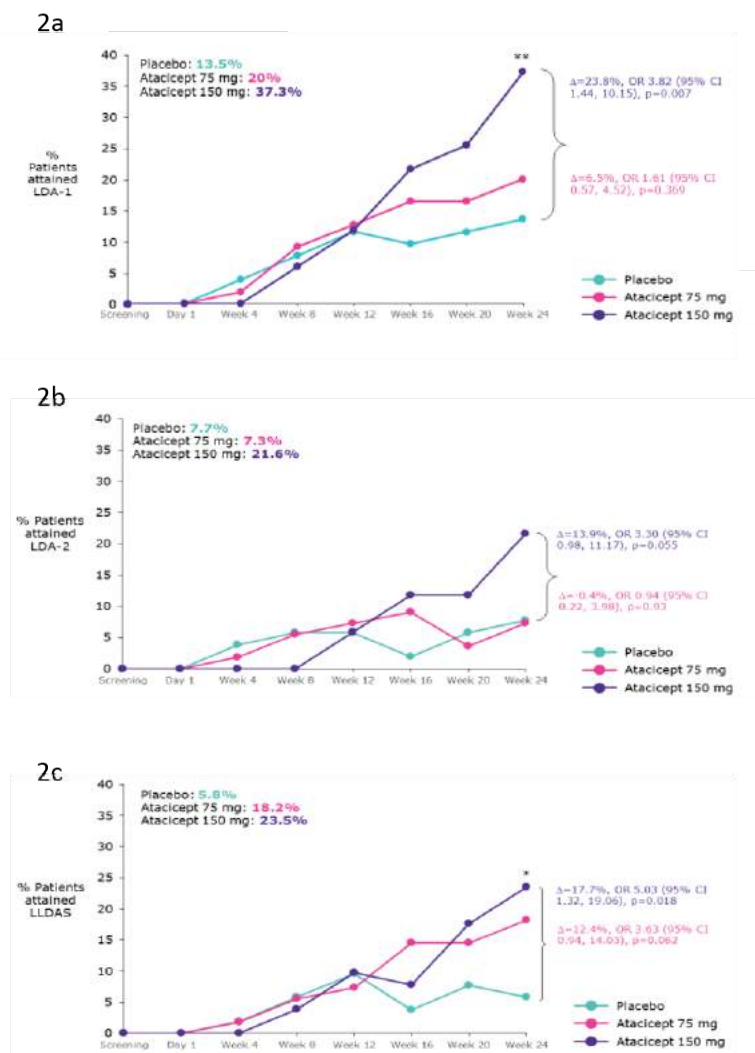 2a
40
35
30
25
20
15
10
5
0
Placebo: 13.5%
Atacicept 75 mg: 20%
Atacicept 150 mg: 37.3%
%
Patients
attained
LDA-1
**
Δ=23.8%, OR 3.82 (95% CI
1.44, 10.15), p=0.007
Δ=6.5%, OR 1.61 (95% CI
0.57, 4.52), p=0.369
Placebo
Atacicept 75 mg
Atacicept 150 mg
Screening Day 1 Week 4 Week 8 Week 12 Week 16 Week 20 Week 24
2b
40
35
30
25
20
15
10
5
0
Placebo: 7.7%
Atacicept 75 mg: 7.3%
Atacicept 150 mg: 21.6%
% Patients
attained
LDA-2
Δ=13.9%, OR 3.30 (95% CI
0.98, 11.17), p=0.055
Δ=-0.4%, OR 0.94 (95% CI
0.22, 3.98), p=0.93
Placebo
Atacicept 75 mg
Atacicept 150 mg
Screening Day 1 Week 4 Week 8 Week 12 Week 16 Week 20 Week 24
2c
40
35
30
25
20
15
10
5
0
Placebo: 5.8%
Atacicept 75 mg: 18.2%
Atacicept 150 mg: 23.5%
% Patients
attained
LLDAS
*
Δ=17.7%, OR 5.03 (95% CI
1.32, 19.06), p=0.018
Δ=12.4%, OR 3.63 (95% CI
0.94, 14.03), p=0.062
Placebo
Atacicept 75 mg
Atacicept 150 mg
Screening Day 1 Week 4 Week 8 Week 12 Week 16 Week 20 Week 24